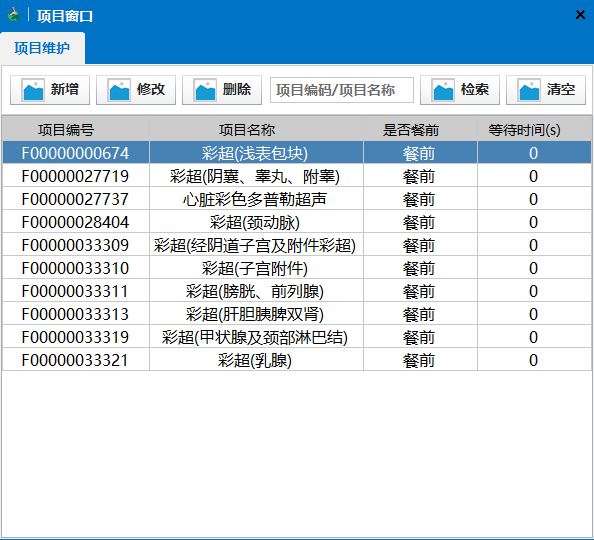 项目窗口
项目维护
新增 修改 删除 项目编码/项目名称 检索 清空
项目编号 项目名称 是否餐前 等待时间(s)
F00000000674 彩超(浅表包块) 餐前 0
F00000027719 彩超(阴囊、睾丸、附睾) 餐前 0
F00000027737 心脏彩色多普勒超声 餐前 0
F00000028404 彩超(颈动脉) 餐前 0
F00000033309 彩超(经阴道子宫及附件彩超) 餐前 0
F00000033310 彩超(子宫附件) 餐前 0
F00000033311 彩超(膀胱、前列腺) 餐前 0
F00000033313 彩超(肝胆胰脾双肾) 餐前 0
F00000033319 彩超(甲状腺及颈部淋巴结) 餐前 0
F00000033321 彩超(乳腺) 餐前 0